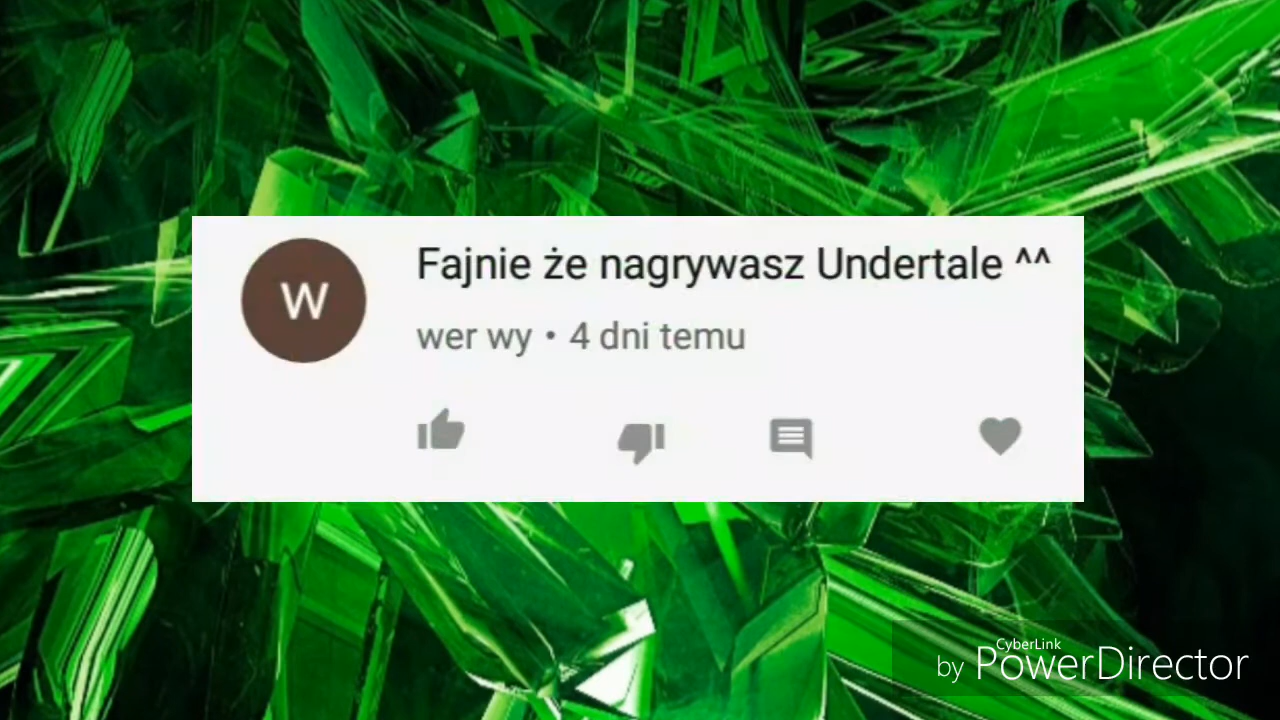 Fajnie że nagrywasz Undertale ^^
W
wer wy • 4 dni temu
CyberLink
by PowerDirector